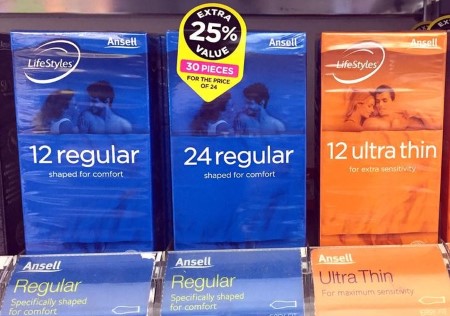 Ansell
LifeStyles
12 regular
shaped for comfort
EXTRA
25%
VALUE
30 PIECES
FOR THE PRICE
OF 24
Ansell
24 regular
shaped for comfort
Ansell
LifeStyles
12 ultra thin
for extra sensitivity
Ansell
Regular
Specifically shaped
for comfort
Ansell
Regular
Specifically shaped
for comfort
Ansell
Ultra Thin
For maximum sensitivity